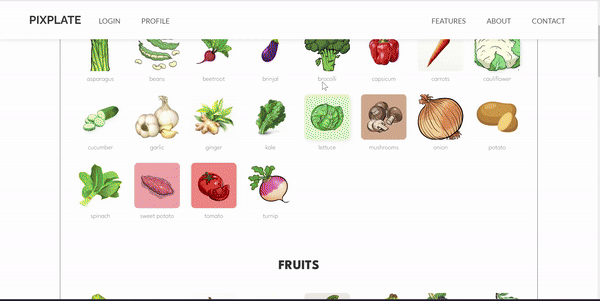 PIXPLATE LOGIN PROFILE FEATURES ABOUT CONTACT
asparagus beans beetroot brinjal brocolli capsicum carrots cauliflower
cucumber garlic ginger kale lettuce mushrooms onion potato
spinach sweet potato tomato turnip
FRUITS